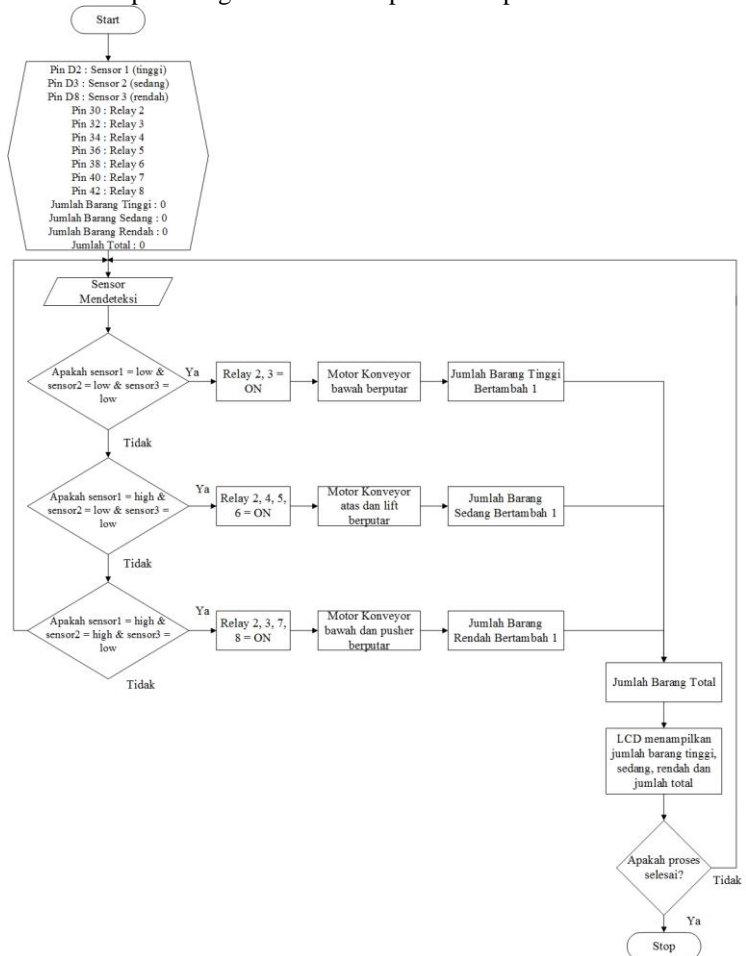 Start
Pin D2 : Sensor 1 (tinggi)
Pin D3 : Sensor 2 (sedang)
Pin D8 : Sensor 3 (rendah)
Pin 30 : Relay 2
Pin 32 : Relay 3
Pin 34 : Relay 4
Pin 36 : Relay 5
Pin 38 : Relay 6
Pin 40 : Relay 7
Pin 42 : Relay 8
Jumlah Barang Tinggi : 0
Jumlah Barang Sedang : 0
Jumlah Barang Rendah : 0
Jumlah Total : 0
Sensor
Mendeteksi
Apakah sensor1 = low &
sensor2 = low & sensor3 =
low
Ya
Relay 2, 3 =
ON
Motor Konveyor
bawah berputar
Jumlah Barang Tinggi
Bertambah 1
Tidak
Apakah sensor1 = high &
sensor2 = low & sensor3 =
low
Ya
Relay 2, 4, 5,
6 = ON
Motor Konveyor
atas dan lift
berputar
Jumlah Barang
Sedang Bertambah 1
Tidak
Apakah sensor1 = high &
sensor2 = high & sensor3 =
low
Ya
Relay 2, 3, 7,
8 = ON
Motor Konveyor
bawah dan pusher
berputar
Jumlah Barang
Rendah Bertambah 1
Tidak
Jumlah Barang Total
LCD menampilkan
jumlah barang tinggi,
sedang, rendah dan
jumlah total
Apakah proses
selesai?
Tidak
Ya
Stop